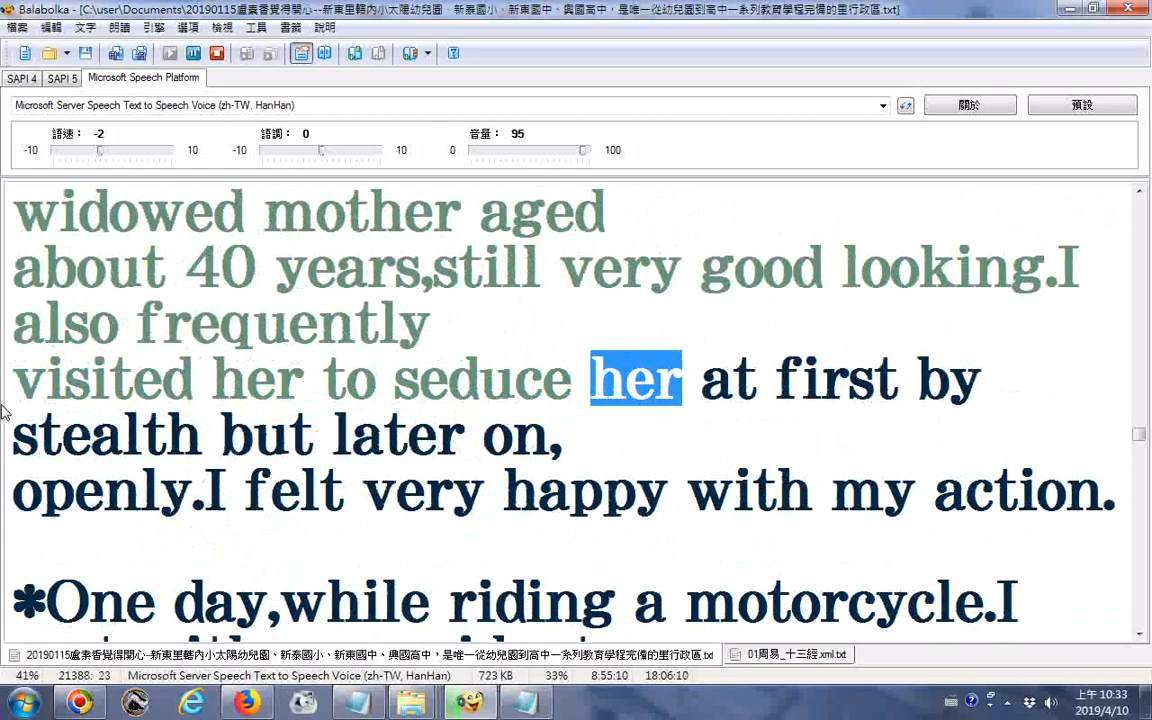 Balabolka - [C:\user\Documents\20190115盧素香覺得開心--新東里轄內小太陽幼兒園、新泰國小、新東國中、興國高中，是唯一從幼兒園到高中一系列教育學程完備的里行政區.txt]
檔案 編輯 文字 朗讀 引擎 選項 檢視 工具 書籤 說明
SAPI 4 SAPI 5 Microsoft Speech Platform
Microsoft Server Speech Text to Speech Voice (zh-TW, HanHan) 關於 預設
語速： -2 語調： 0 音量： 95
-10 10 -10 10 0 100
widowed mother aged
about 40 years,still very good looking.I
also frequently
visited her to seduce her at first by
stealth but later on,
openly.I felt very happy with my action.
*One day,while riding a motorcycle.I
20190115盧素香覺得開心--新東里轄內小太陽幼兒園、新泰國小、新東國中、興國高中，是唯一從幼兒園到高中一系列教育學程完備的里行政區.txt 01周易_十三經.xml.txt
41% 21388: 23 Microsoft Server Speech Text to Speech Voice (zh-TW, HanHan) 723 KB 33% 8:55:10 18:06:10
上午 10:33
2019/4/10